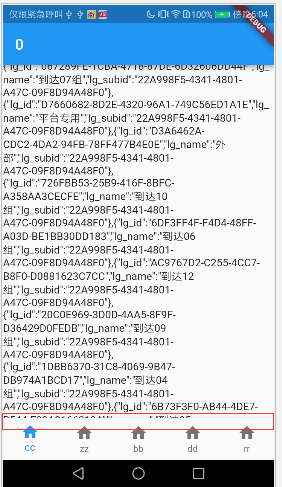 仅限紧急呼叫
100%
傍晚6:04
DEBUG
0
{"lg_id":"067289FE-1CBA-4718-87DE-6D32606DD44F","lg_
name":"到达07组","lg_subid":"22A998F5-4341-4801-
A47C-09F8D94A48F0"},
{"lg_id":"D7660682-8D2E-4320-96A1-749C56ED1A1E","lg_
name":"平台专用","lg_subid":"22A998F5-4341-4801-
A47C-09F8D94A48F0"},{"lg_id":"D3A6462A-
CDC2-4DA2-94FB-78FF477B4E0E","lg_name":"外
部","lg_subid":"22A998F5-4341-4801-
A47C-09F8D94A48F0"},
{"lg_id":"726FBB53-25B9-416F-8BFC-
A358AA3CECFE","lg_name":"到达10
组","lg_subid":"22A998F5-4341-4801-
A47C-09F8D94A48F0"},{"lg_id":"6DF3FF4F-F4D4-48FF-
A03D-BE1BB30DD183","lg_name":"到达06
组","lg_subid":"22A998F5-4341-4801-
A47C-09F8D94A48F0"},{"lg_id":"AC9767D2-C255-4CC7-
B8F0-D0881623C7CC","lg_name":"到达12
组","lg_subid":"22A998F5-4341-4801-
A47C-09F8D94A48F0"},
{"lg_id":"20C0E969-3D0D-4AA5-8F9F-
D36429D0FEDB","lg_name":"到达09
组","lg_subid":"22A998F5-4341-4801-
A47C-09F8D94A48F0"},
{"lg_id":"1DBB6370-31C8-4069-9B47-
DB974A1BCD17","lg_name":"到达04
组","lg_subid":"22A998F5-4341-4801-
A47C-09F8D94A48F0"},{"lg_id":"6B73F3F0-AB44-4DE7-
cc
zz
bb
dd
rr